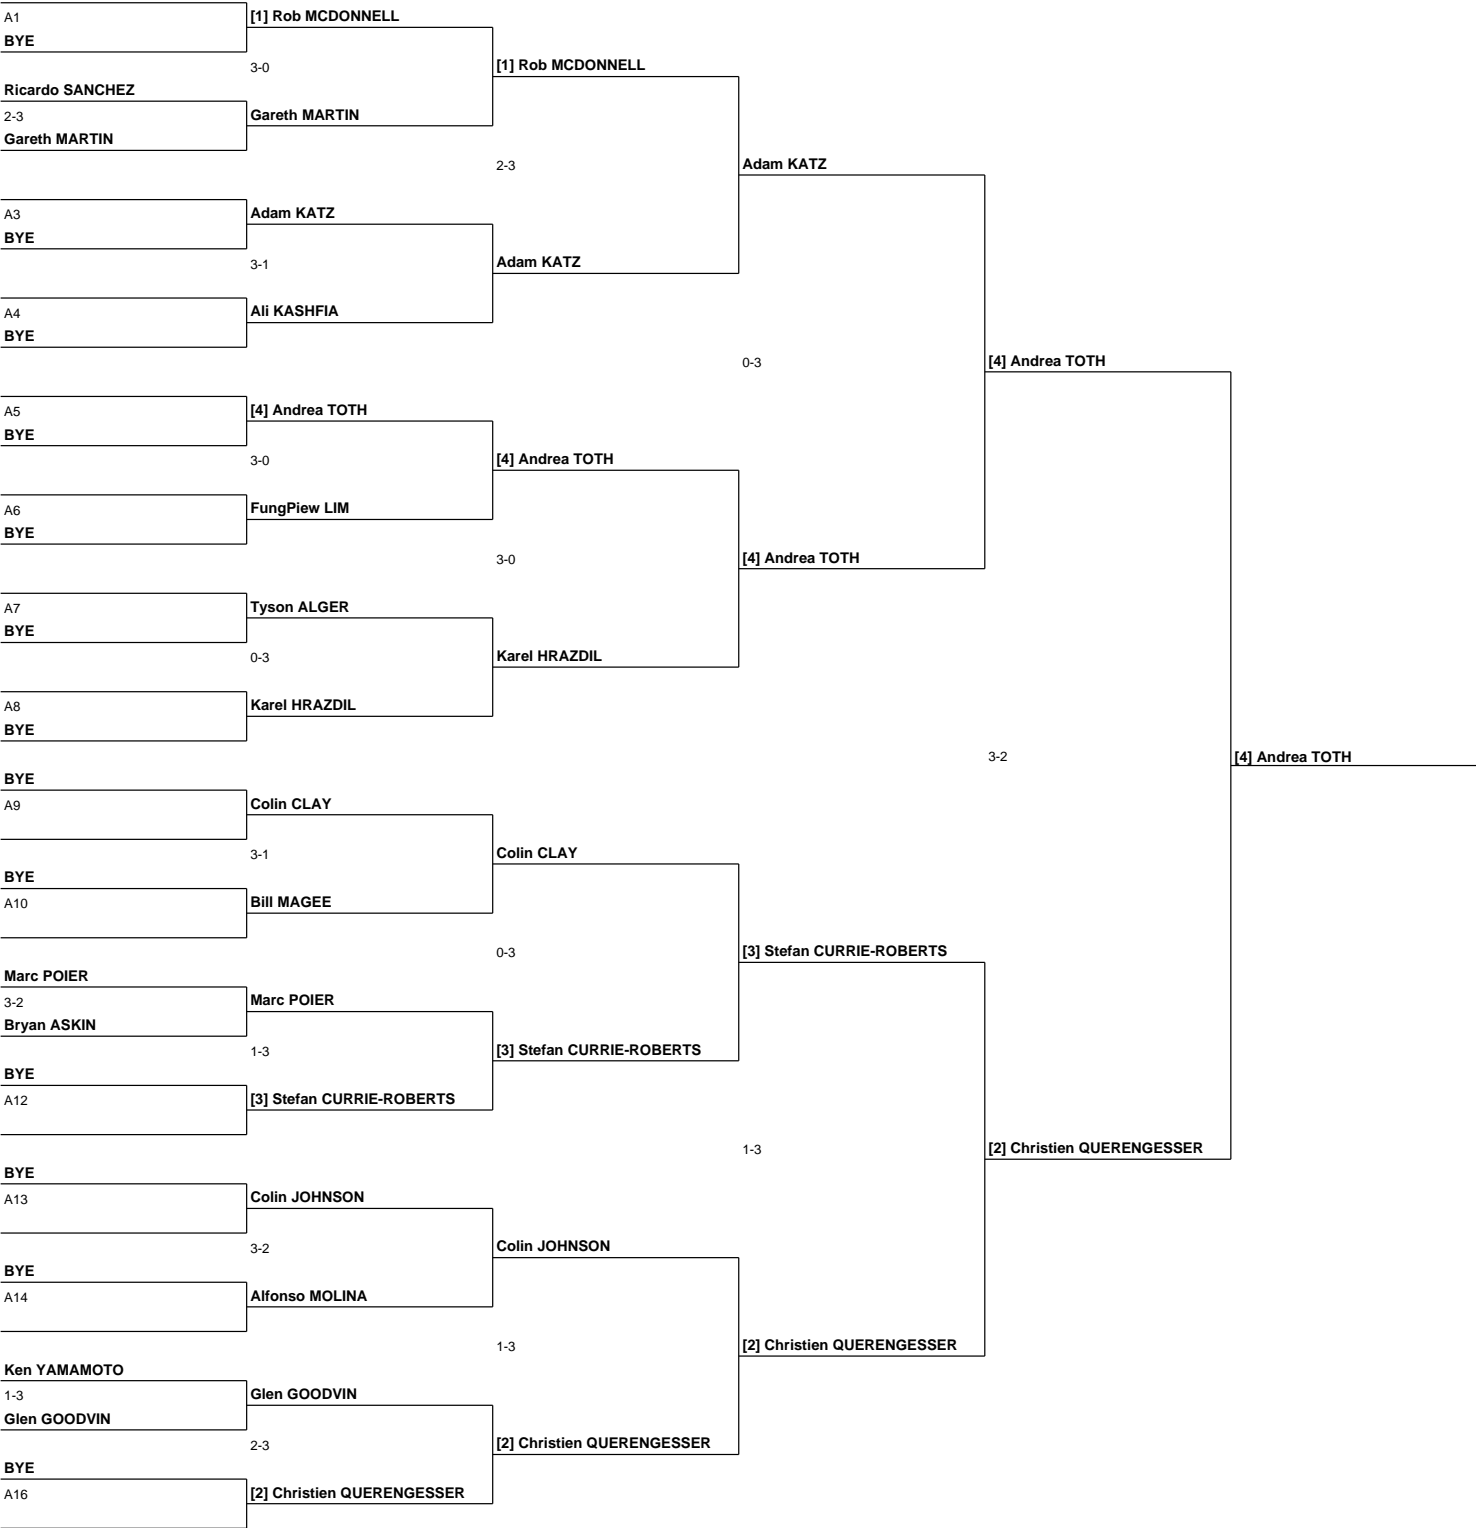 A1
BYE
[1] Rob MCDONNELL
3-0
[1] Rob MCDONNELL
Ricardo SANCHEZ
2-3
Gareth MARTIN
Gareth MARTIN
2-3
Adam KATZ
A3
BYE
Adam KATZ
3-1
Adam KATZ
A4
BYE
Ali KASHFIA
0-3
[4] Andrea TOTH
A5
BYE
[4] Andrea TOTH
3-0
[4] Andrea TOTH
A6
BYE
FungPiew LIM
3-0
[4] Andrea TOTH
A7
BYE
Tyson ALGER
0-3
Karel HRAZDIL
A8
BYE
Karel HRAZDIL
3-2
[4] Andrea TOTH
BYE
A9
Colin CLAY
3-1
Colin CLAY
BYE
A10
Bill MAGEE
0-3
[3] Stefan CURRIE-ROBERTS
Marc POIER
3-2
Bryan ASKIN
Marc POIER
1-3
[3] Stefan CURRIE-ROBERTS
BYE
A12
[3] Stefan CURRIE-ROBERTS
1-3
[2] Christien QUERENGESSER
BYE
A13
Colin JOHNSON
3-2
Colin JOHNSON
BYE
A14
Alfonso MOLINA
1-3
[2] Christien QUERENGESSER
Ken YAMAMOTO
1-3
Glen GOODVIN
Glen GOODVIN
2-3
[2] Christien QUERENGESSER
BYE
A16
[2] Christien QUERENGESSER